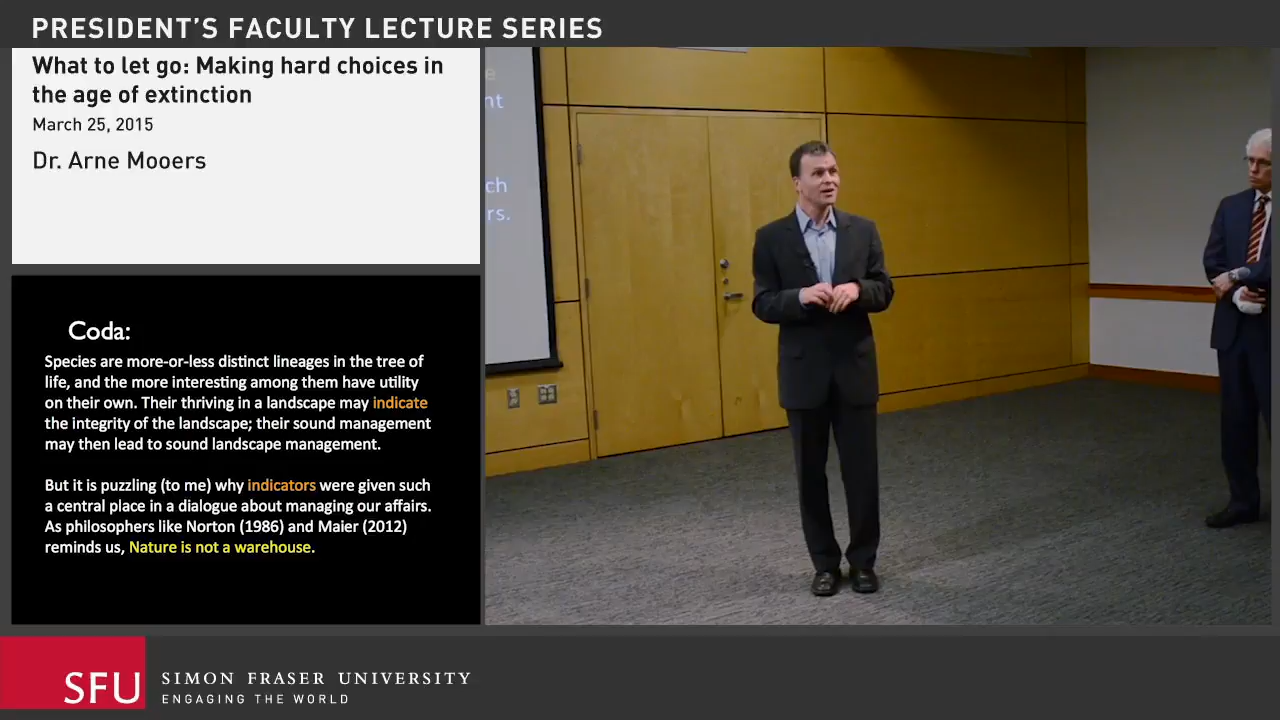 PRESIDENT'S FACULTY LECTURE SERIES
What to let go: Making hard choices in
the age of extinction
March 25, 2015
Dr. Arne Mooers
Coda:
Species are more-or-less distinct lineages in the tree of
life, and the more interesting among them have utility
on their own. Their thriving in a landscape may indicate
the integrity of the landscape; their sound management
may then lead to sound landscape management.
But it is puzzling (to me) why indicators were given such
a central place in a dialogue about managing our affairs.
As philosophers like Norton (1986) and Maier (2012)
reminds us, Nature is not a warehouse.
e
nt
ch
rs.
SFU SIMON FRASER UNIVERSITY
ENGAGING THE WORLD